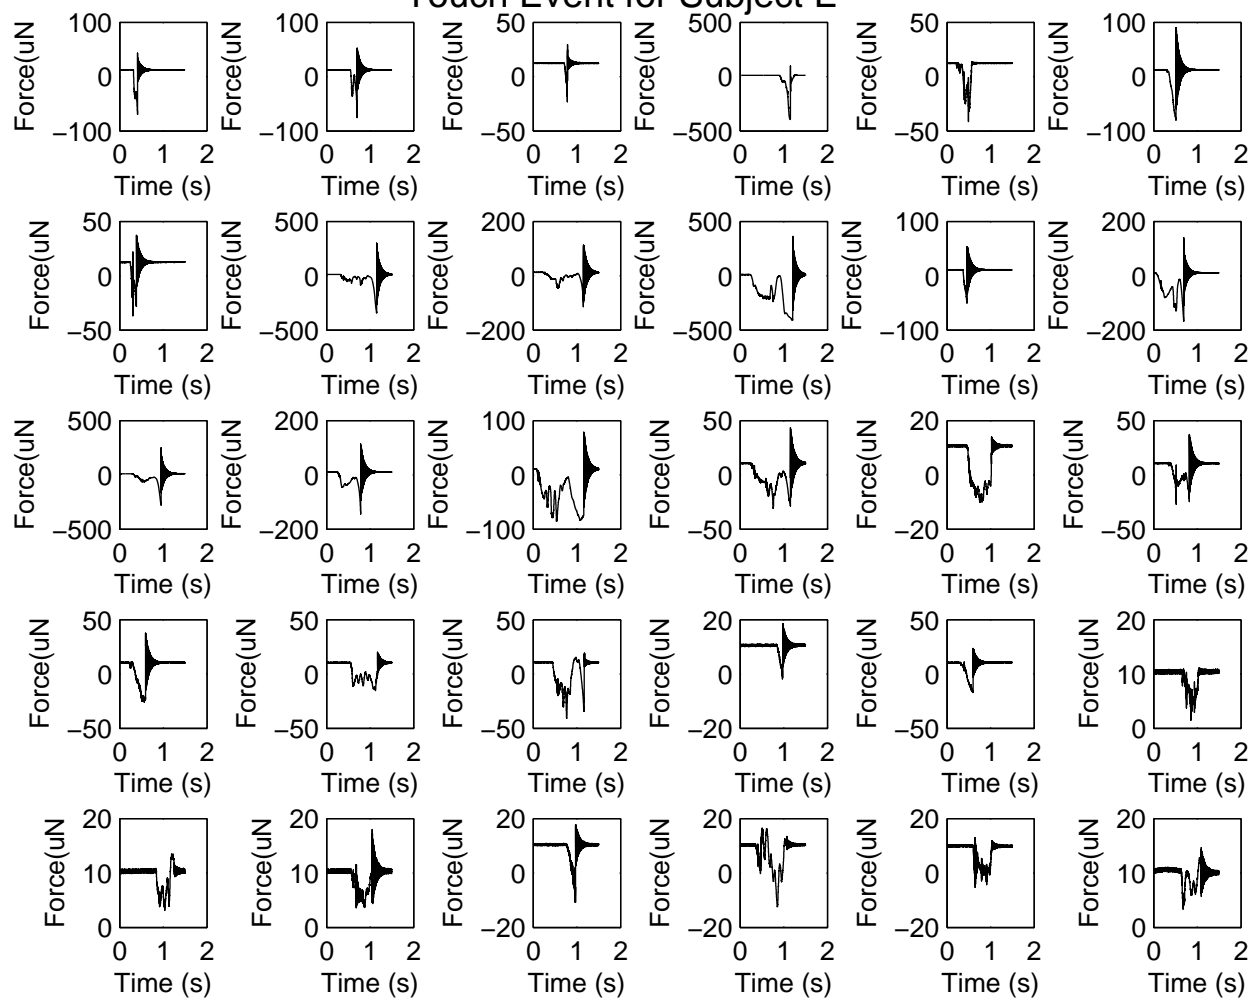 Touch Event for Subject E
100 100 50 500 50 100
Force(uN Force(uN Force(uN Force(uN Force(uN Force(uN
0 0 0 0 0 0
−100 −100 −50 −500 −50 −100
0 1 2 0 1 2 0 1 2 0 1 2 0 1 2 0 1 2
Time (s) Time (s) Time (s) Time (s) Time (s) Time (s)
50 500 200 500 100 200
Force(uN Force(uN Force(uN Force(uN Force(uN Force(uN
0 0 0 0 0 0
−50 −500 −200 −500 −100 −200
0 1 2 0 1 2 0 1 2 0 1 2 0 1 2 0 1 2
Time (s) Time (s) Time (s) Time (s) Time (s) Time (s)
500 200 100 50 20 50
Force(uN Force(uN Force(uN Force(uN Force(uN Force(uN
0 0 0 0 0 0
−500 −200 −100 −50 −20 −50
0 1 2 0 1 2 0 1 2 0 1 2 0 1 2 0 1 2
Time (s) Time (s) Time (s) Time (s) Time (s) Time (s)
50 50 50 20 50 20
Force(uN Force(uN Force(uN Force(uN Force(uN Force(uN
0 0 0 0 0 10
−50 −50 −50 −20 −50 0
0 1 2 0 1 2 0 1 2 0 1 2 0 1 2 0 1 2
Time (s) Time (s) Time (s) Time (s) Time (s) Time (s)
20 20 20 20 20 20
Force(uN Force(uN Force(uN Force(uN Force(uN Force(uN
10 10 0 0 0 10
0 0 −20 −20 −20 0
0 1 2 0 1 2 0 1 2 0 1 2 0 1 2 0 1 2
Time (s) Time (s) Time (s) Time (s) Time (s) Time (s)